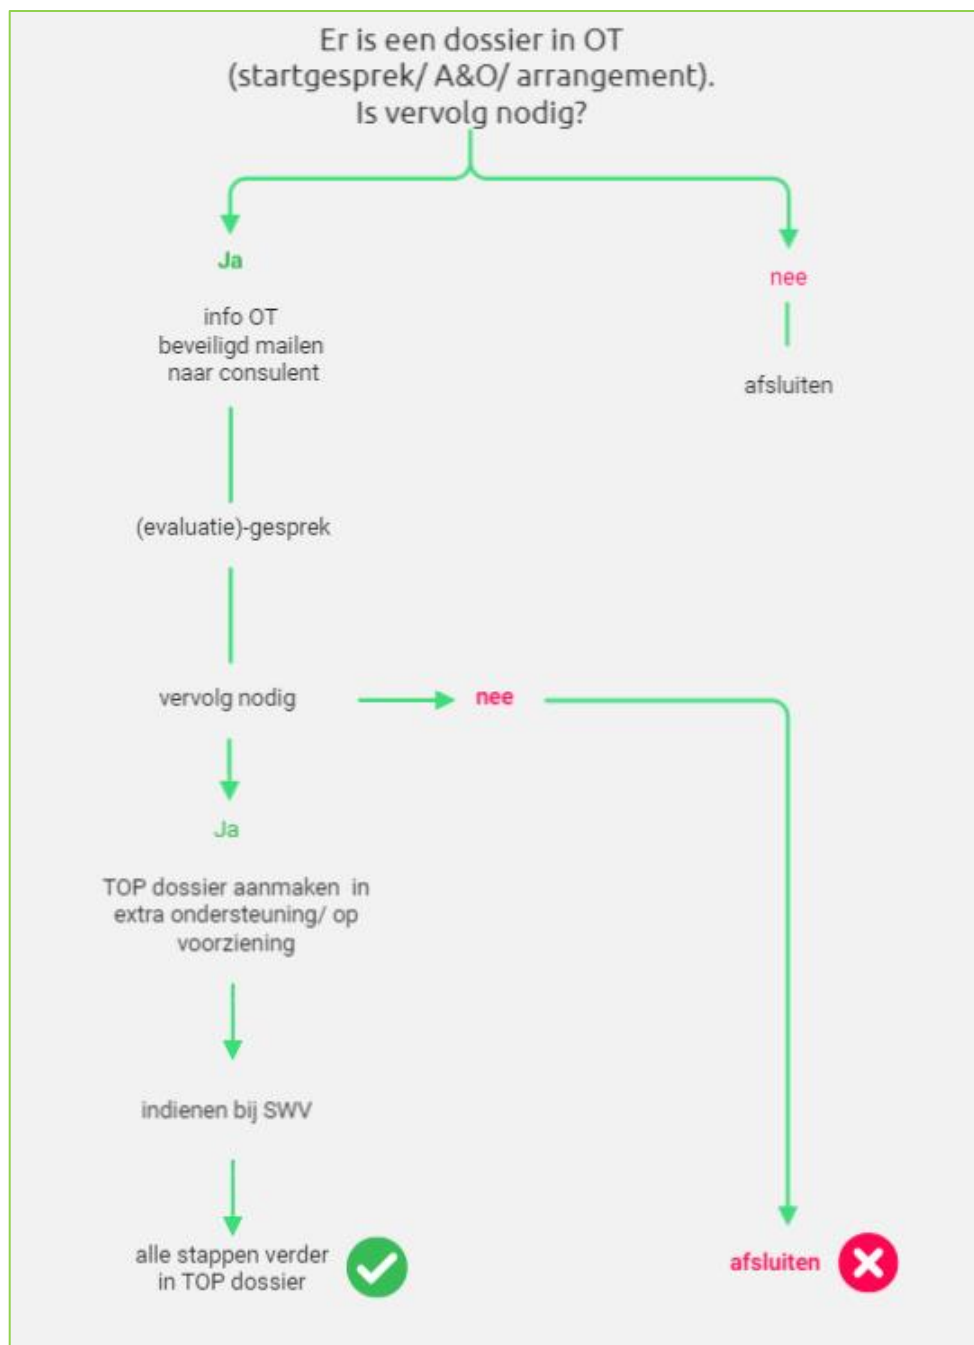 Er is een dossier in OT
(startgesprek/ A&O/ arrangement).
Is vervolg nodig?
Ja
nee
info OT
beveiligd mailen
naar consulent
afsluiten
(evaluatie)-gesprek
vervolg nodig
nee
Ja
TOP dossier aanmaken in
extra ondersteuning/ op
voorziening
indienen bij SWV
alle stappen verder
in TOP dossier
afsluiten